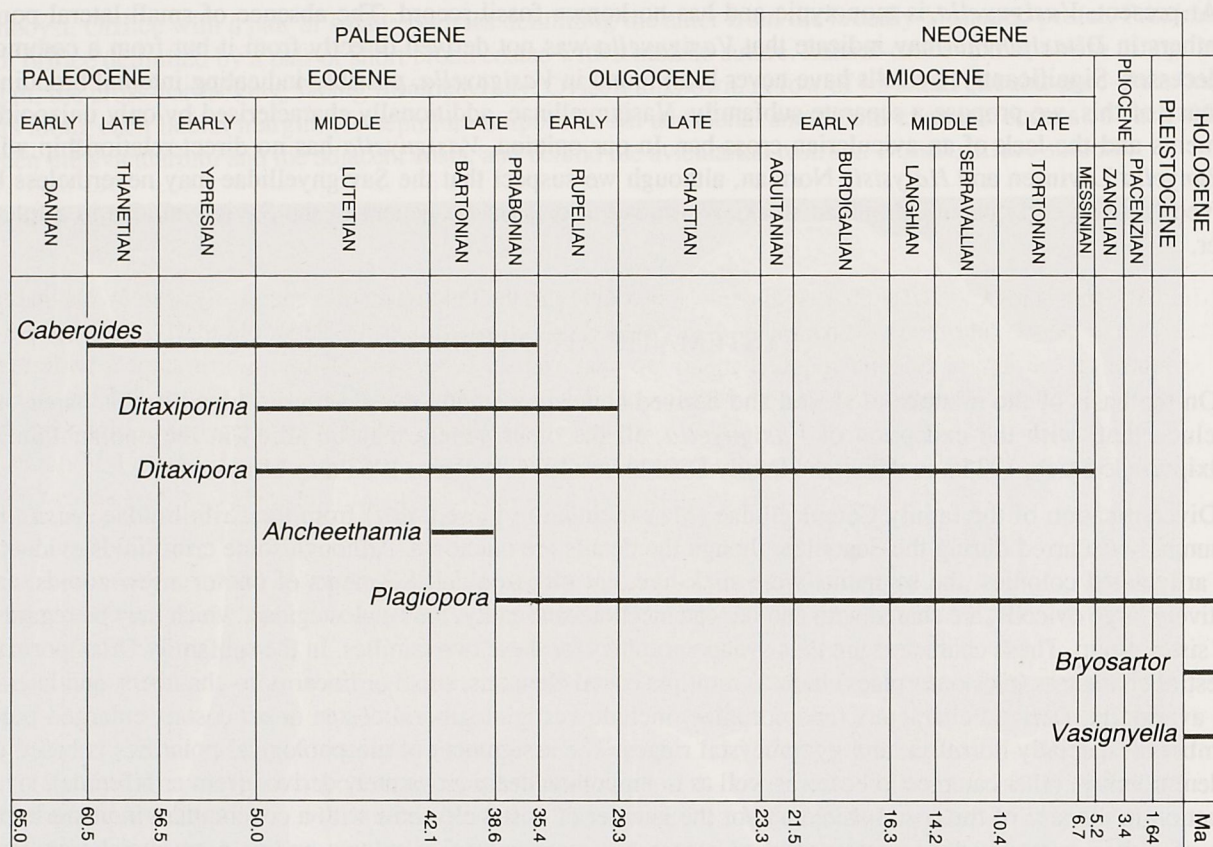 PALEOGENE NEOGENE
PALEOCENE EOCENE OLIGOCENE MIOCENE PLIOCENE PLEISTOCENE HOLOCENE
LATE EARLY MIDDLE LATE EARLY LATE EARLY MIDDLE LATE
DANIAN THANETIAN YPRESIAN LUTETIAN BARTONIAN PRIABONIAN RUPELIAN CHATTIAN AQUITANIAN BURDIGALIAN LANGHIAN SERRAVALLIAN TORTONIAN MESSINIAN ZANCLIAN PIACENZIAN
Caberoides
Ditaxiporina
Ditaxipora
Ahcheethamia
Plagiopora
Bryosartor
Vasignyella
65.0 60.5 56.5 50.0 42.1 38.6 35.4 29.3 23.3 21.5 16.3 14.2 10.4 6.7 5.2 3.4 1.64 Ma